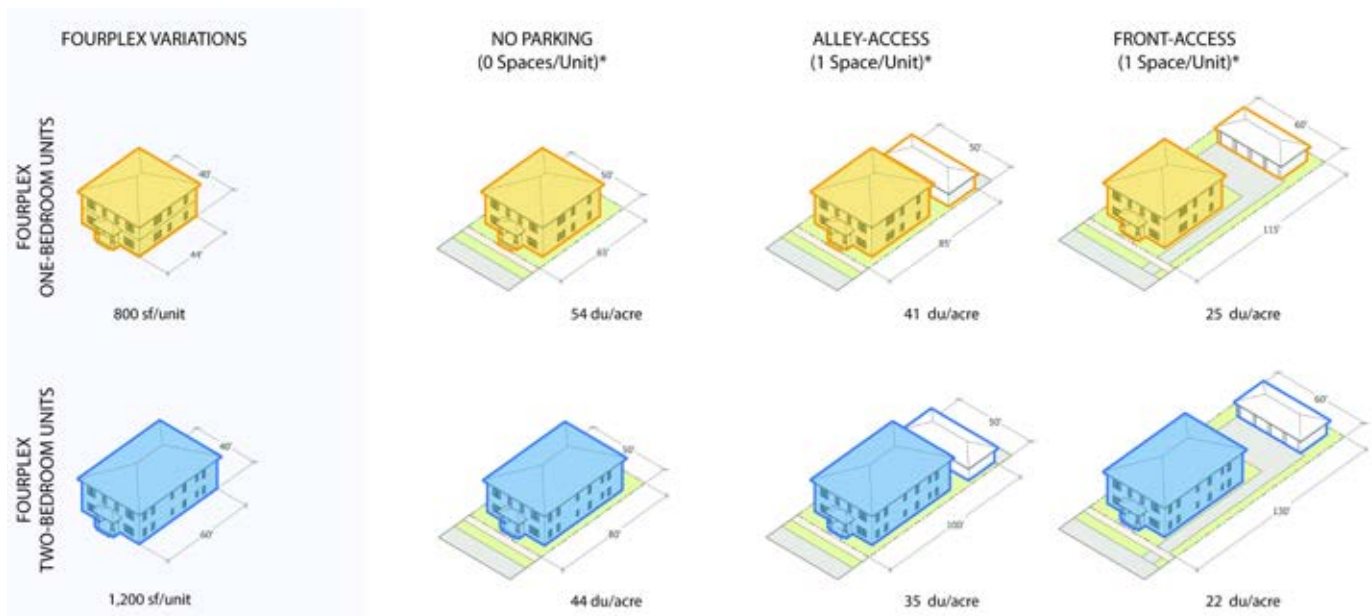 FOURPLEX VARIATIONS
NO PARKING
(0 Spaces/Unit)*
ALLEY-ACCESS
(1 Space/Unit)*
FRONT-ACCESS
(1 Space/Unit)*
FOURPLEX
ONE-BEDROOM UNITS
40'
44'
50'
65'
50'
85'
60'
115'
800 sf/unit
54 du/acre
41 du/acre
25 du/acre
FOURPLEX
TWO-BEDROOM UNITS
40'
60'
50'
80'
50'
100'
60'
130'
1,200 sf/unit
44 du/acre
35 du/acre
22 du/acre